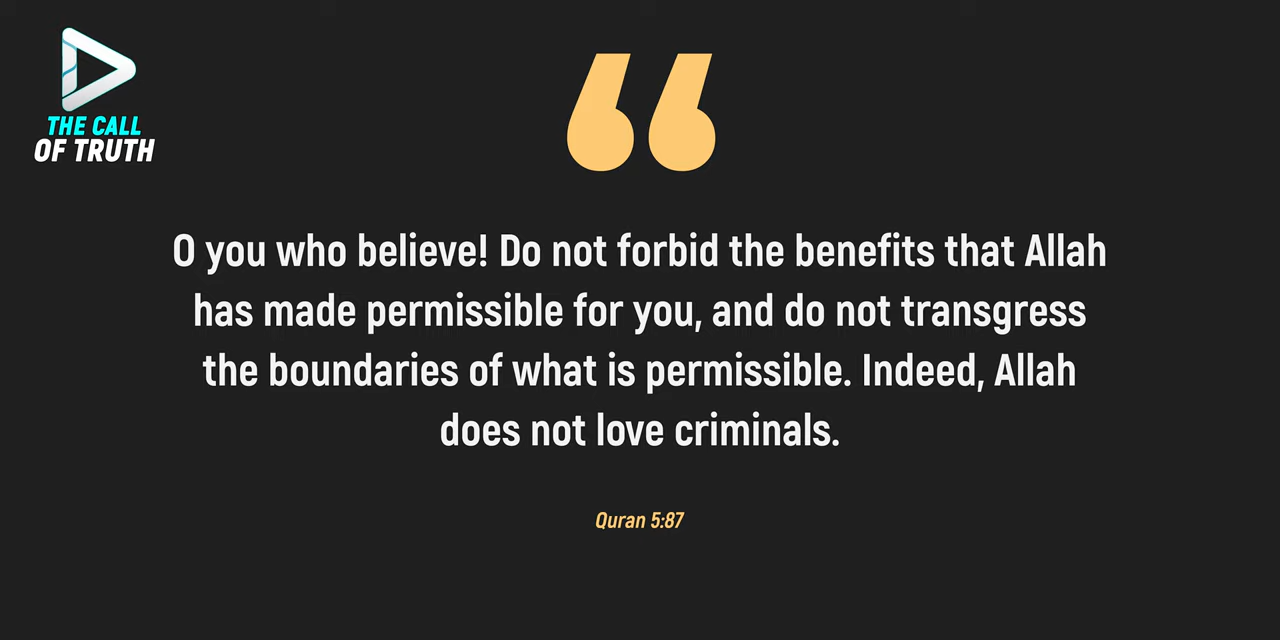 THE CALL
OF TRUTH
“
O you who believe! Do not forbid the benefits that Allah
has made permissible for you, and do not transgress
the boundaries of what is permissible. Indeed, Allah
does not love criminals.
Quran 5:87